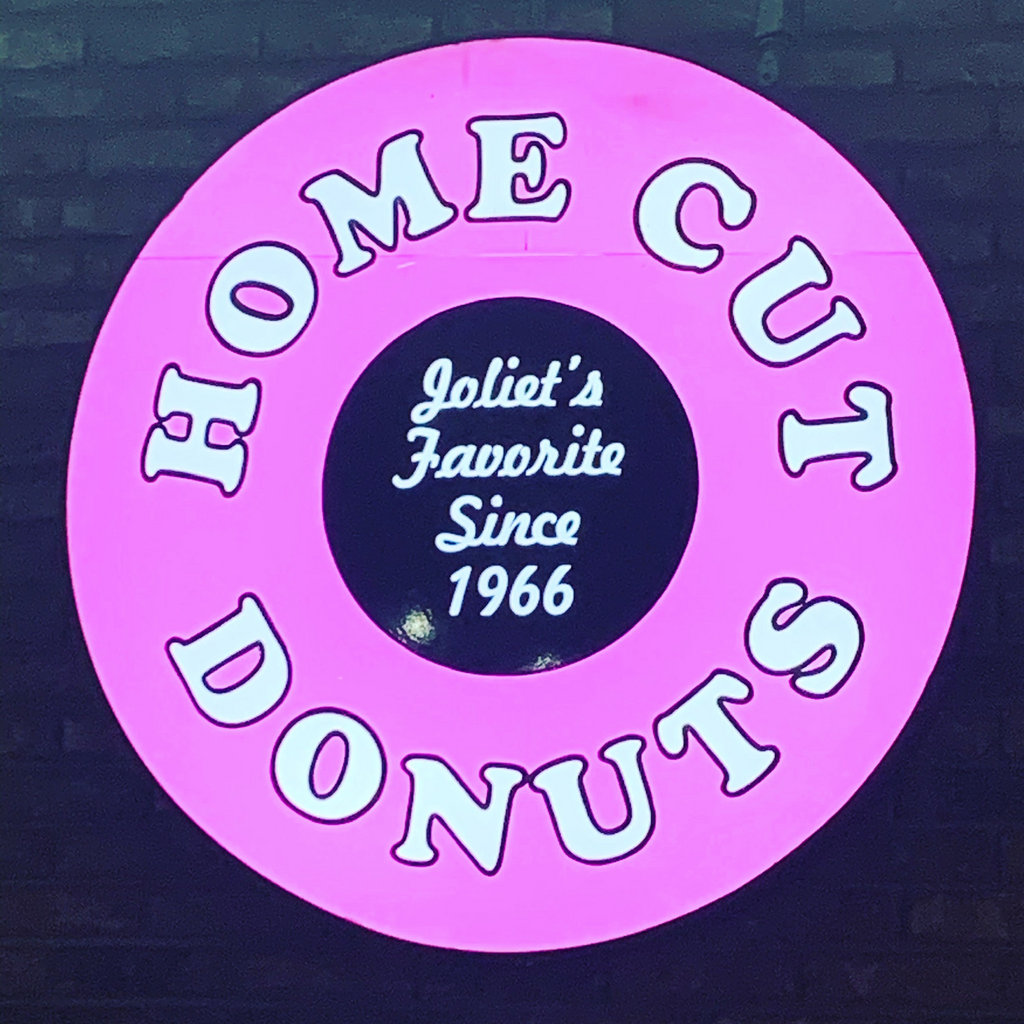 HOME CUT
DONUTS
Joliet's
Favorite
Since
1966